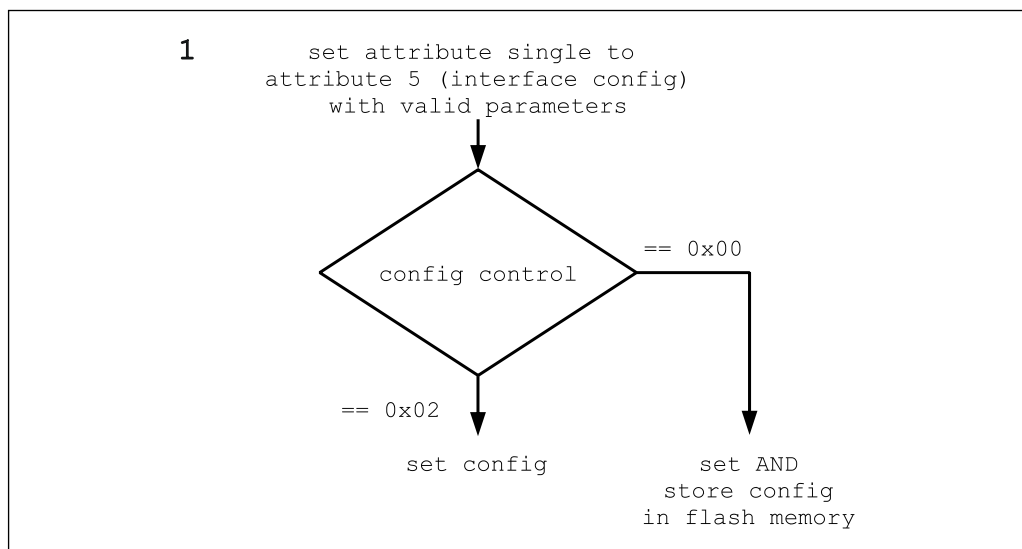 1
set attribute single to
attribute 5 (interface config)
with valid parameters
== 0x00
config control
== 0x02
set config
set AND
store config
in flash memory